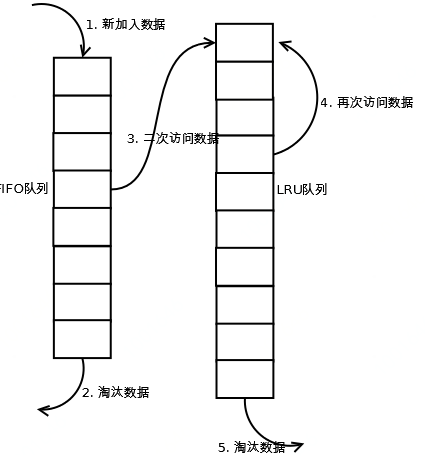 1. 新加入数据
4. 再次访问数据
3. 二次访问数据
FIFO队列
LRU队列
2. 淘汰数据
5. 淘汰数据